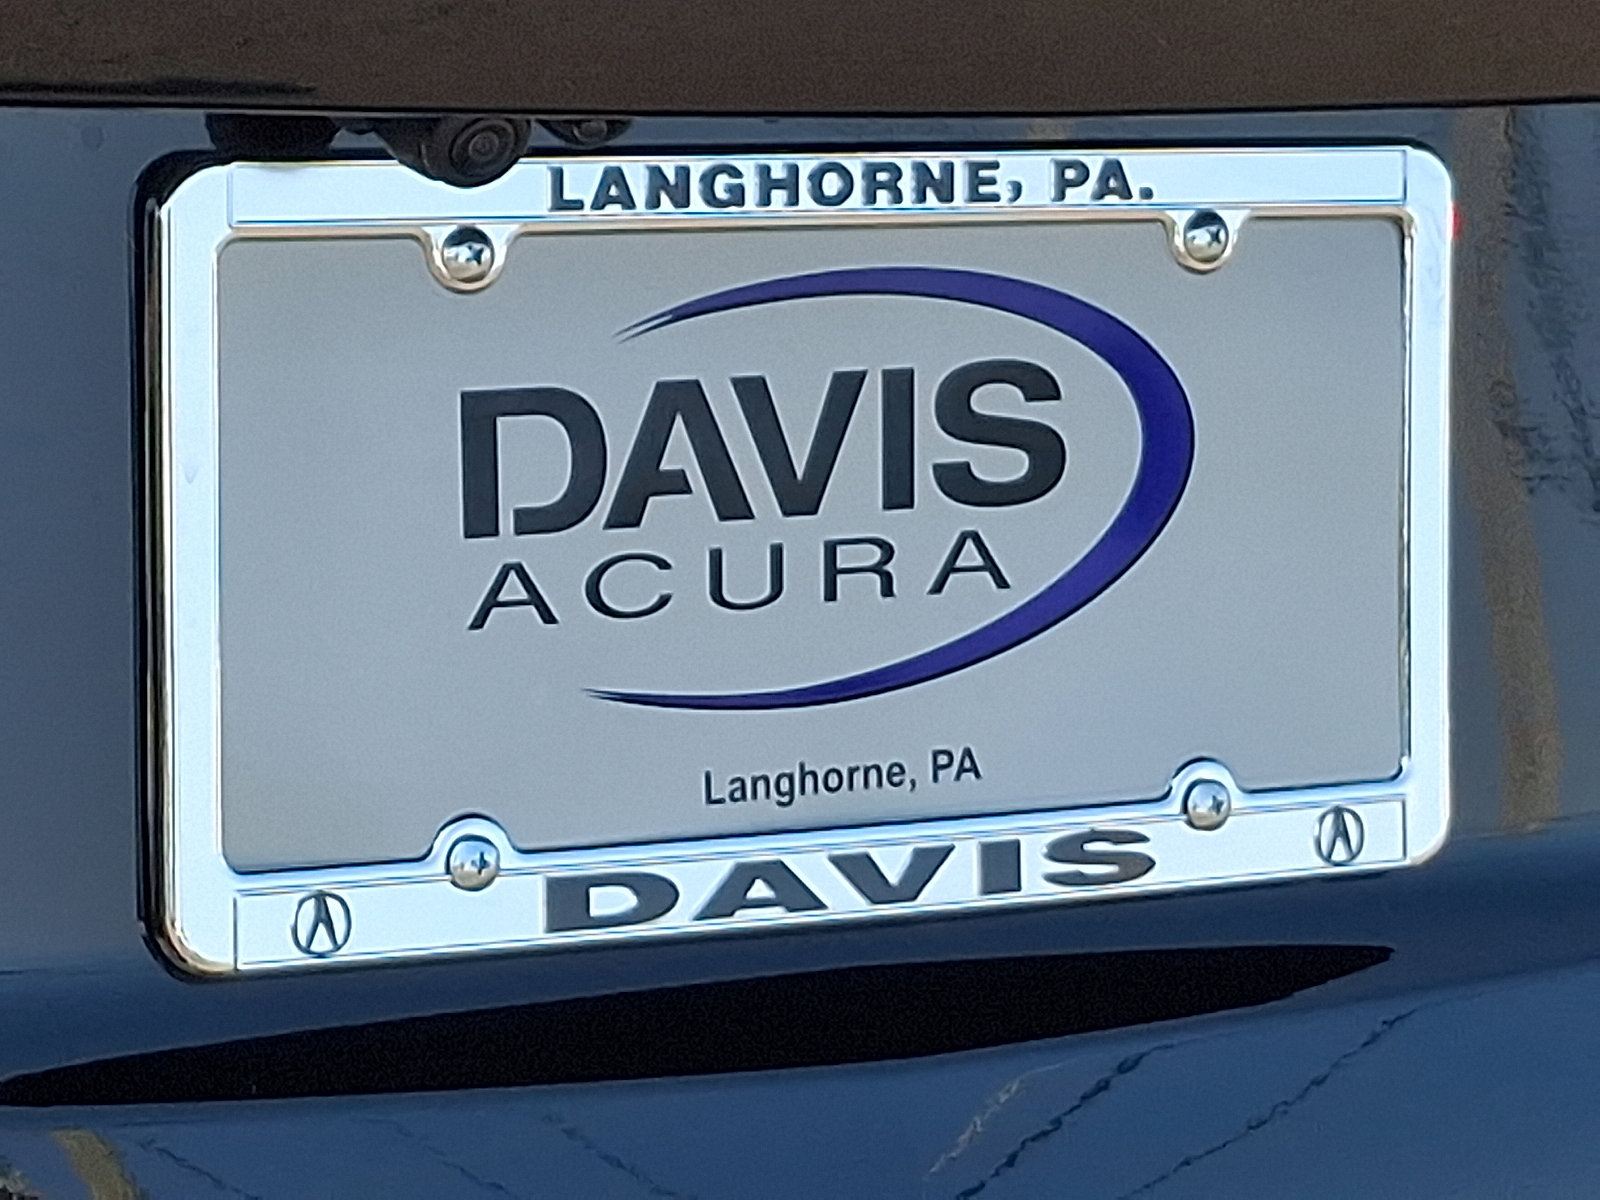 LANGHORNE, PA.
DAVIS
ACURA
Langhorne, PA
DAVIS